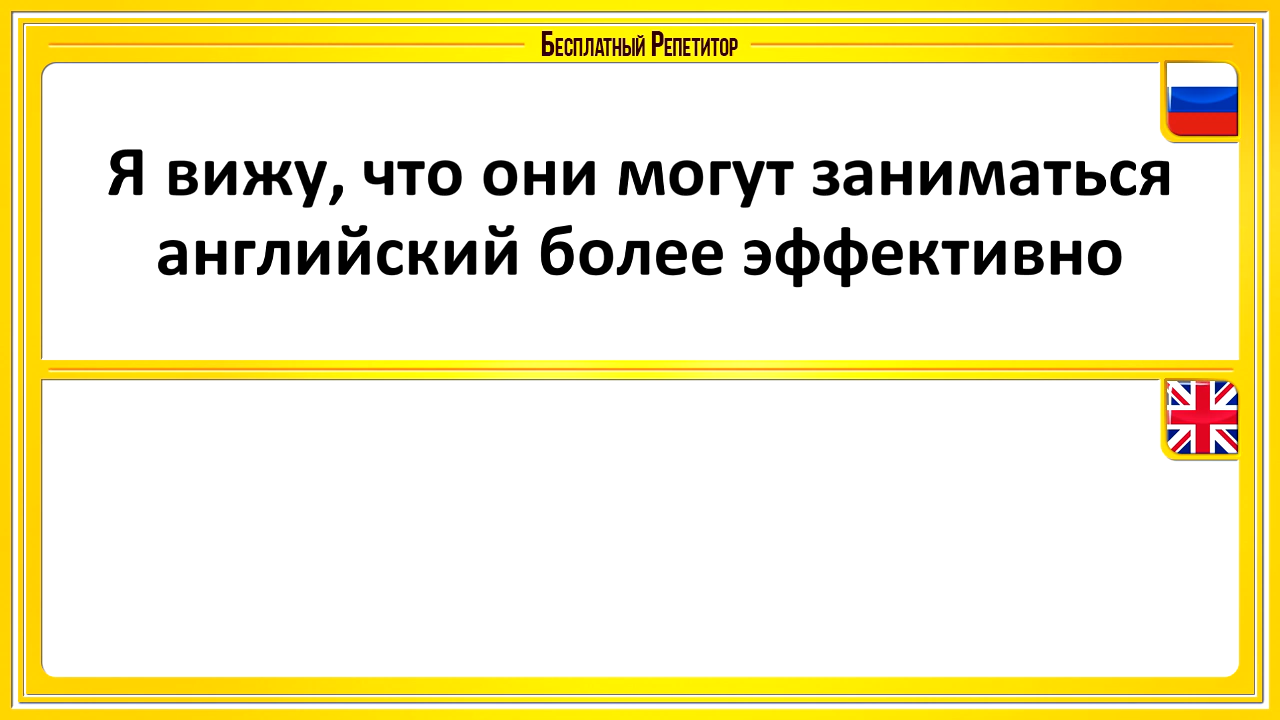 Бесплатный Репетитор
Я вижу, что они могут заниматься
английский более эффективно